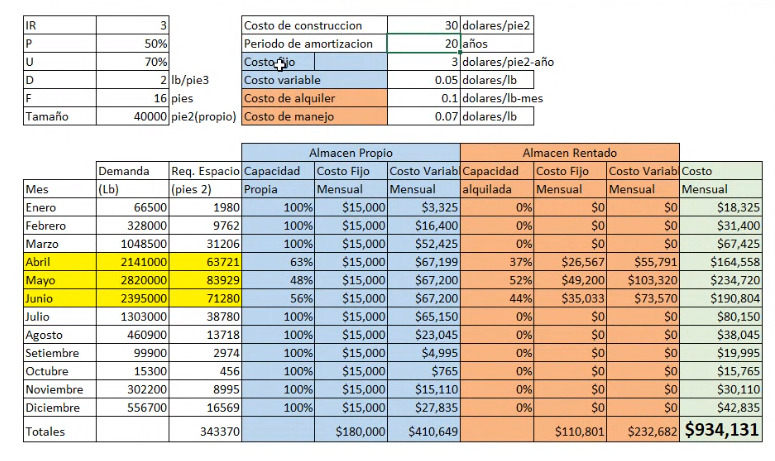 IR 3 Costo de construccion 30 dolares/pie2
P 50% Periodo de amortizacion 20 años
U 70% Costo fijo 3 dolares/pie2-año
D 2 lb/pie3 Costo variable 0.05 dolares/lb
F 16 pies Costo de alquiler 0.1 dolares/lb-mes
Tamaño 40000 pie2(propio) Costo de manejo 0.07 dolares/lb
Almacen Propio Almacen Rentado
Demanda Req. Espacio Capacidad Costo Fijo Costo Variabl Capacidad Costo Fijo Costo Variabl Costo
Mes (Lb) (pies 2) Propia Mensual Mensual alquilada Mensual Mensual Mensual
Enero 66500 1980 100% $15,000 $3,325 0% $0 $0 $18,325
Febrero 328000 9762 100% $15,000 $16,400 0% $0 $0 $31,400
Marzo 1048500 31206 100% $15,000 $52,425 0% $0 $0 $67,425
Abril 2141000 63721 63% $15,000 $67,199 37% $26,567 $55,791 $164,558
Mayo 2820000 83929 48% $15,000 $67,200 52% $49,200 $103,320 $234,720
Junio 2395000 71280 56% $15,000 $67,200 44% $35,033 $73,570 $190,804
Julio 1303000 38780 100% $15,000 $65,150 0% $0 $0 $80,150
Agosto 460900 13718 100% $15,000 $23,045 0% $0 $0 $38,045
Setiembre 99900 2974 100% $15,000 $4,995 0% $0 $0 $19,995
Octubre 15300 456 100% $15,000 $765 0% $0 $0 $15,765
Noviembre 302200 8995 100% $15,000 $15,110 0% $0 $0 $30,110
Diciembre 556700 16569 100% $15,000 $27,835 0% $0 $0 $42,835
Totales 343370 $180,000 $410,649 $110,801 $232,682 $934,131